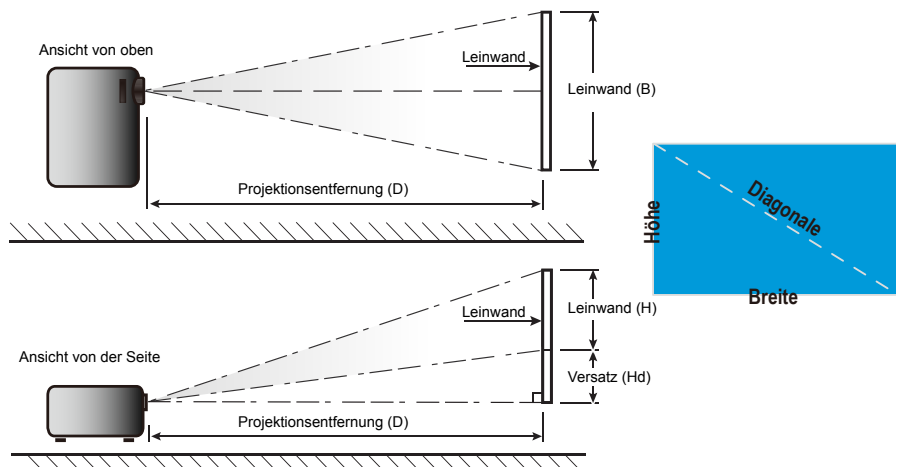 Ansicht von oben
Leinwand
Leinwand (B)
Projektionsentfernung (D)
Höhe
Diagonale
Breite
Leinwand
Leinwand (H)
Ansicht von der Seite
Versatz (Hd)
Projektionsentfernung (D)